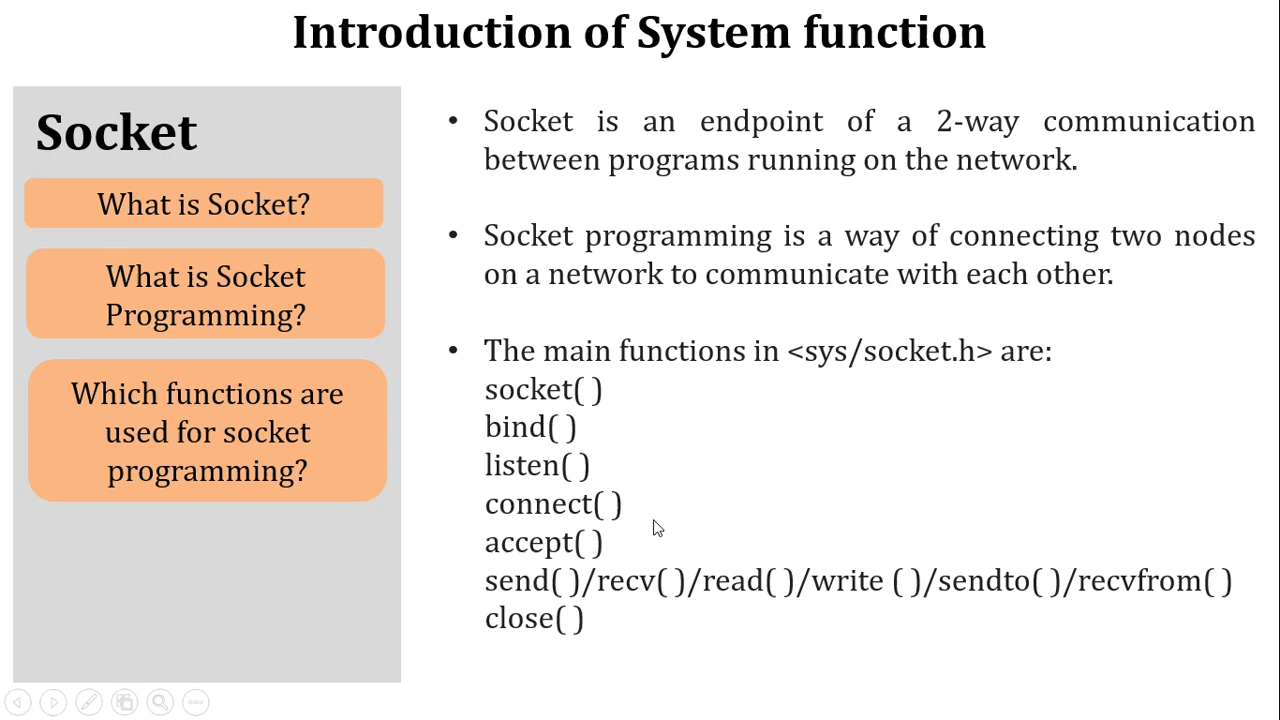 Introduction of System function
Socket
What is Socket?
What is Socket
Programming?
Which functions are
used for socket
programming?
• Socket is an endpoint of a 2-way communication
between programs running on the network.
• Socket programming is a way of connecting two nodes
on a network to communicate with each other.
• The main functions in <sys/socket.h> are:
socket( )
bind( )
listen( )
connect( )
accept( )
send( )/recv( )/read( )/write ( )/sendto( )/recvfrom( )
close( )